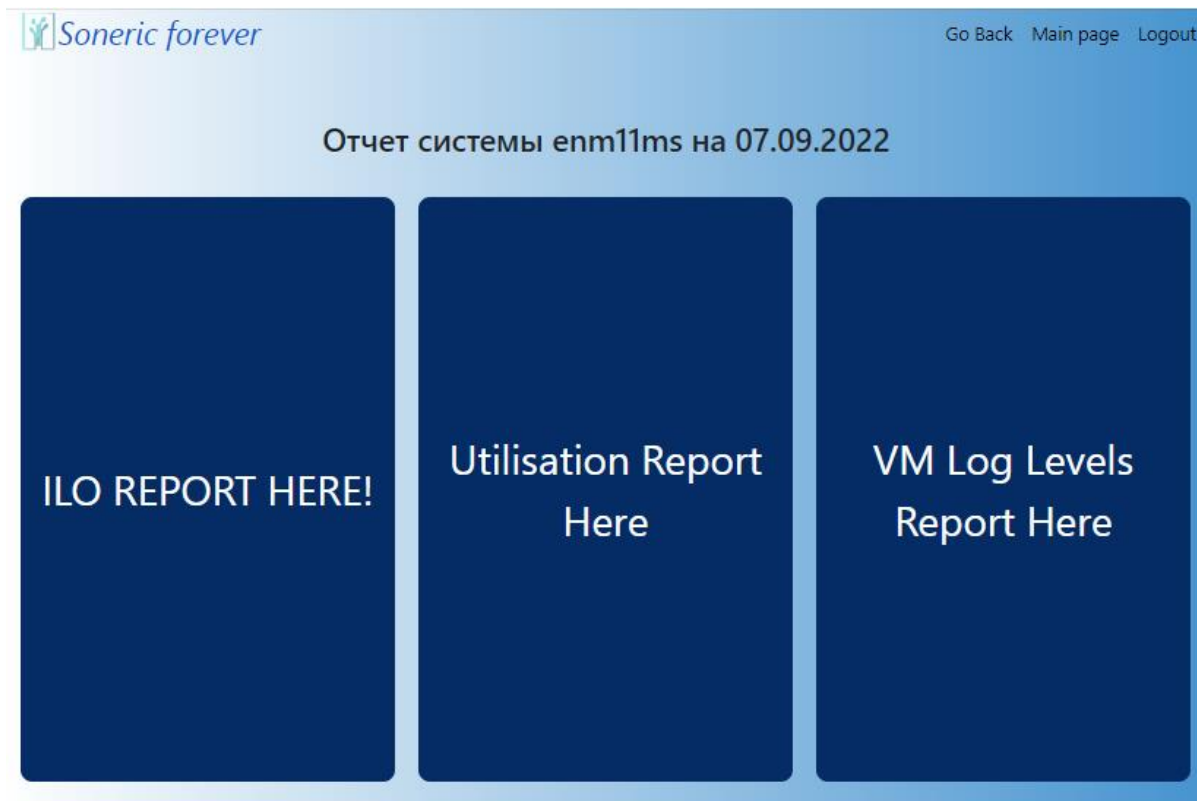 Soneric forever
Go Back Main page Logout
Отчет системы enm11ms на 07.09.2022
ILO REPORT HERE!
Utilisation Report
Here
VM Log Levels
Report Here